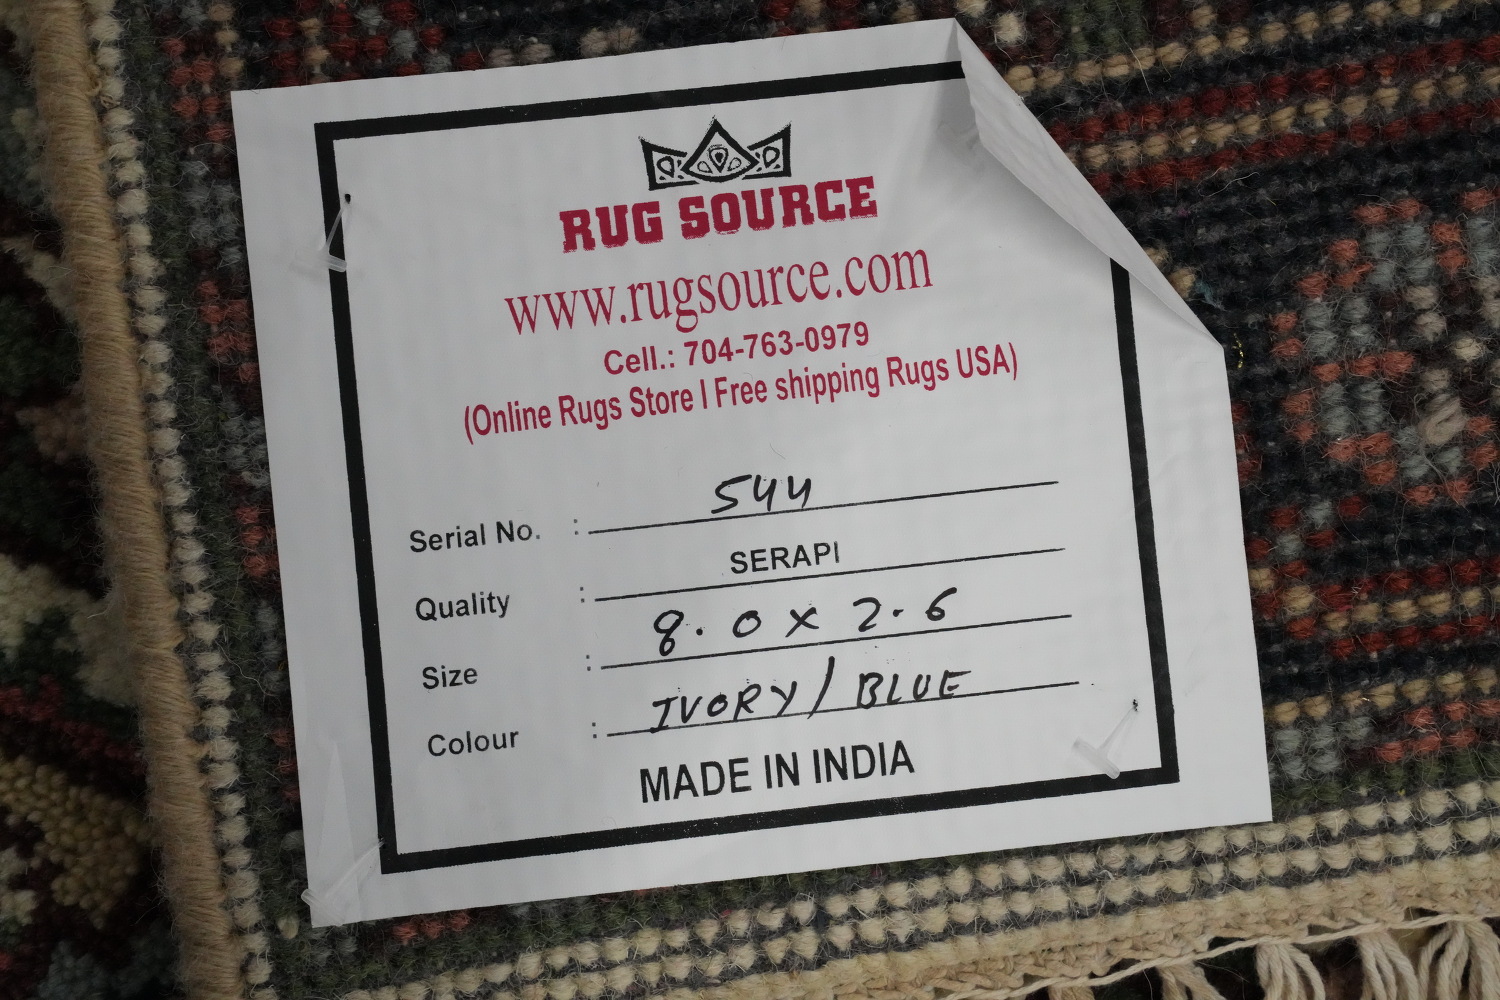 RUG SOURCE
www.rugsource.com
Cell.: 704-763-0979
(Online Rugs Store I Free shipping Rugs USA)
Serial No. : 544
Quality : SERAPI
Size : 8.0 x 2.6
Colour : IVORY / BLUE
MADE IN INDIA